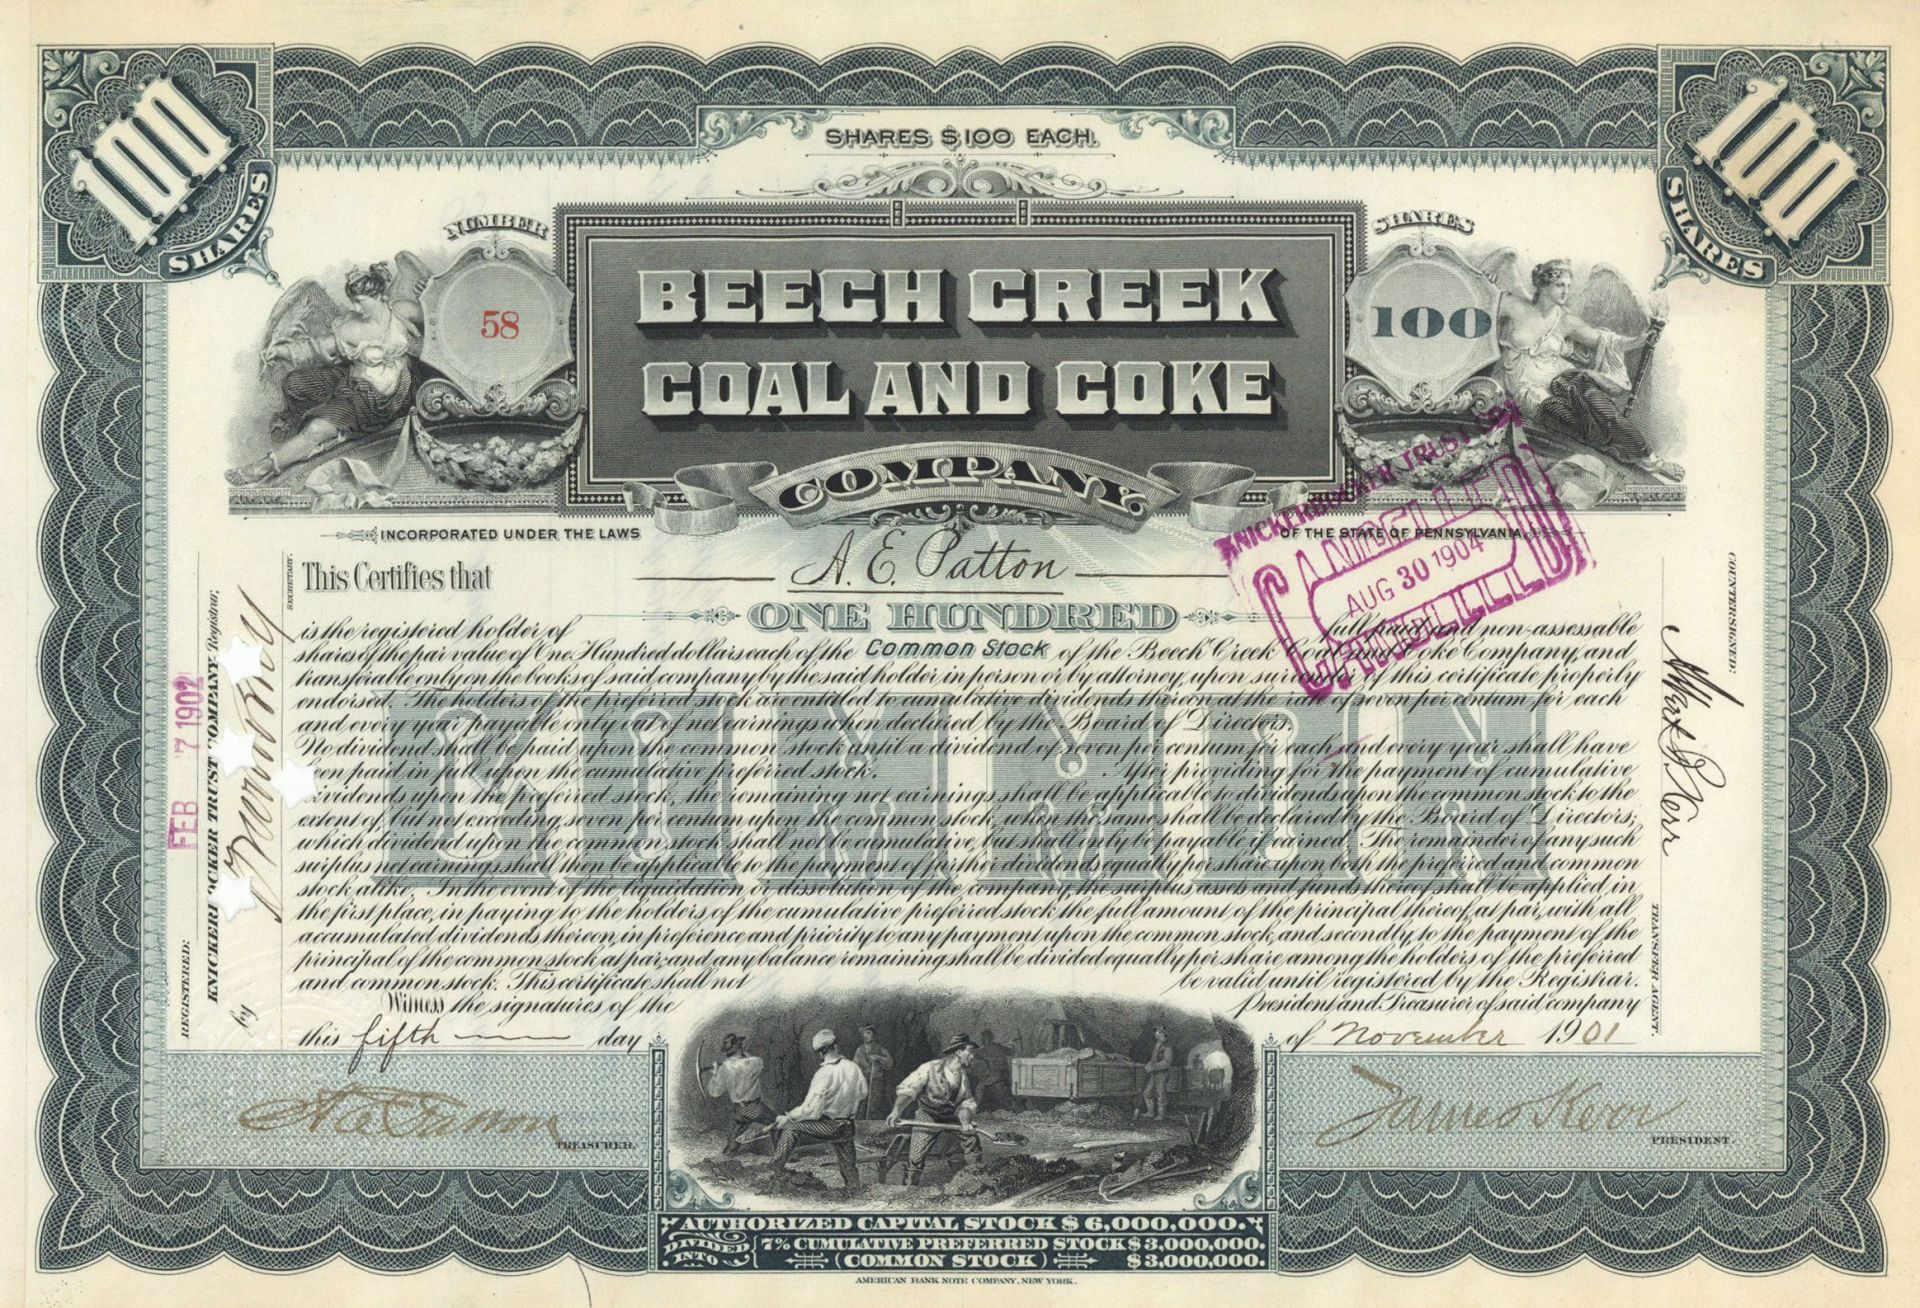 100 SHARES
SHARES $100 EACH.
100 SHARES
NUMBER
58
SHARES
100
BEECH CREEK
COAL AND COKE
COMPANY.
INCORPORATED UNDER THE LAWS OF THE STATE OF PENNSYLVANIA.
KNICKERBOCKER TRUST CO.
CANCELLED
AUG 30 1904
CANCELLED
This Certifies that A. E. Patton
is the registered holder of ONE HUNDRED full paid and non-assessable
shares of the par value of One Hundred dollars each of the Common Stock of the Beech Creek Coal and Coke Company, and
transferable only on the books of said company by the said holder in person or by attorney, upon surrender of this certificate properly
endorsed. The holders of the preferred stock are entitled to cumulative dividends thereon at the rate of seven per centum for each
and every year payable only out of net earnings when declared by the Board of Directors.
No dividend shall be paid upon the common stock until a dividend of seven per centum for each and every year shall have
been paid in full upon the cumulative preferred stock. After providing for the payment of cumulative
dividends upon the preferred stock, the remaining net earnings shall be applicable to dividends upon the common stock to the
extent of, but not exceeding seven per centum upon the common stock, when the same shall be declared by the Board of Directors;
which dividend upon the common stock shall not be cumulative, but shall only be payable if earned. The remainder of any such
surplus net earnings shall then be applicable to the payment of further dividends equally per share upon both the preferred and common
stock alike. In the event of the liquidation or dissolution of the company, the surplus assets and funds thereof shall be applied, in
the first place, in paying to the holders of the cumulative preferred stock the full amount of the principal thereof, at par, with all
accumulated dividends thereon, in preference and priority to any payment upon the common stock, and secondly, to the payment of the
principal of the common stock at par; and any balance remaining shall be divided equally per share among the holders of the preferred
and common stock. This certificate shall not be valid until registered by the Registrar.
Witness the signatures of the President and Treasurer of said company
this fifth day of November 1901
COMMON
REGISTERED:
FEB 7 1902
KNICKERBOCKER TRUST COMPANY, Registrar,
by
SECRETARY.
COUNTERSIGNED:
Albert S. Kerr
TRANSFER AGENT.
A E Patton
TREASURER.
James Kerr
PRESIDENT.
AUTHORIZED CAPITAL STOCK $6,000,000.
DIVIDED INTO
7% CUMULATIVE PREFERRED STOCK $3,000,000.
(COMMON STOCK) $3,000,000.
AMERICAN BANK NOTE COMPANY, NEW YORK.